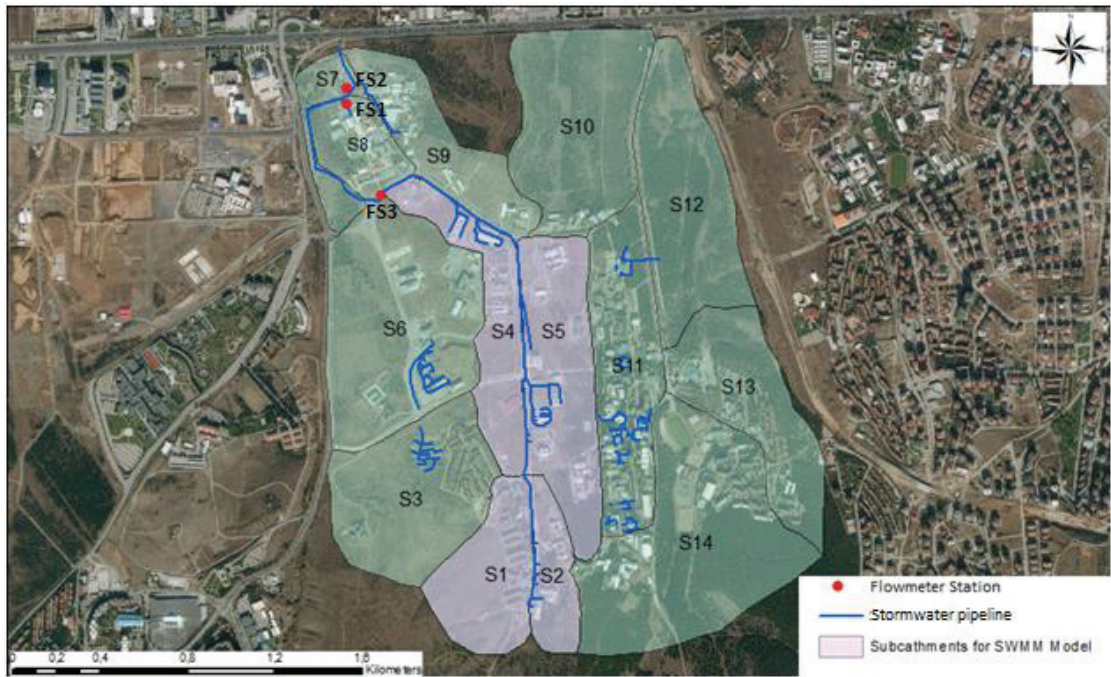 N
S7
FS2
FS1
S8
S9
S10
S12
FS3
S6
S4
S5
S11
S13
S3
S14
S1
S2
Flowmeter Station
Stormwater pipeline
Subcathments for SWMM Model
0 0,2 0,4 0,8 1,2 1,6
Kilometers